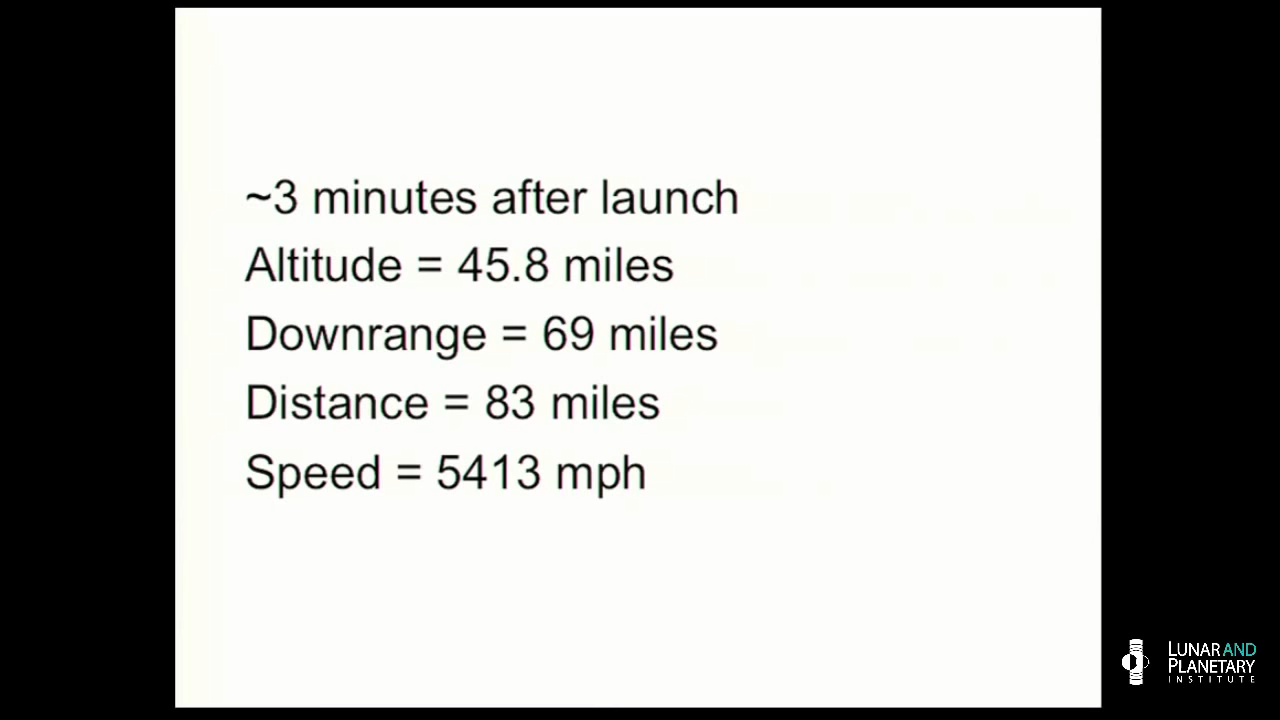 ~3 minutes after launch
Altitude = 45.8 miles
Downrange = 69 miles
Distance = 83 miles
Speed = 5413 mph
LUNAR AND
PLANETARY
INSTITUTE